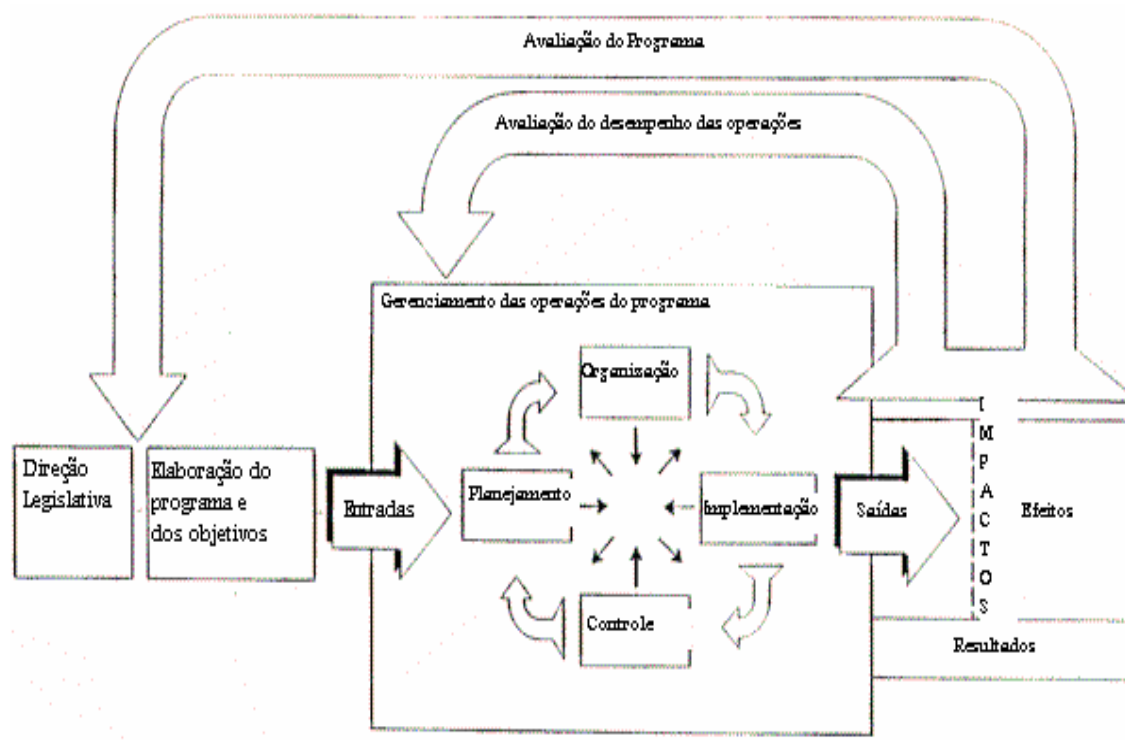 Avaliação do Programa
Avaliação do desempenho das operações
Gerenciamento das operações do programa
Organização
Direção
Legislativa
Elaboração do
programa e
dos objetivos
Entradas
Planejamento
Implementação
Saídas
IMPACTOS
Efeitos
Controle
Resultados